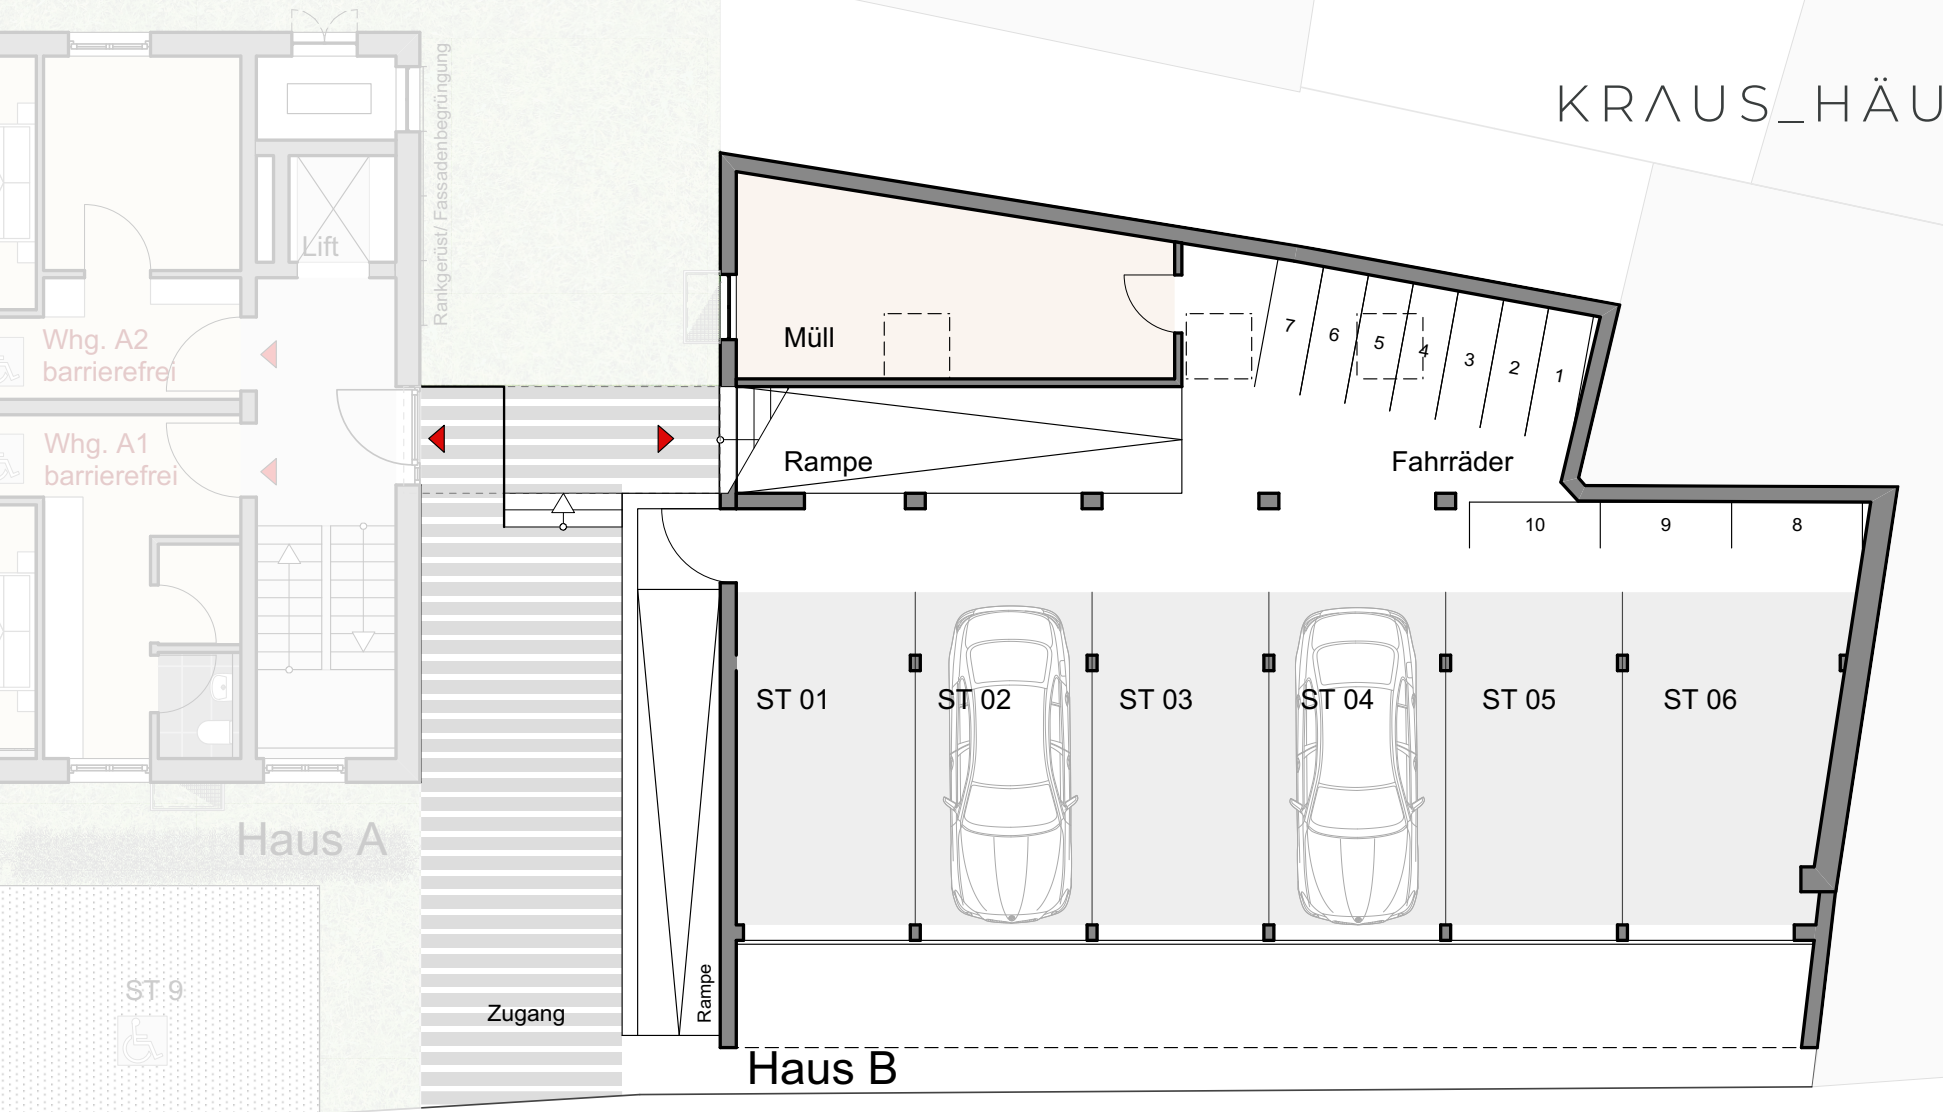 KRAUS_HÄU
Rankgerüst/ Fassadenbegrünung
Lift
Whg. A2
barrierefrei
Müll
7
6
5
4
3
2
1
Whg. A1
barrierefrei
Rampe
Fahrräder
10
9
8
ST 01
ST 02
ST 03
ST 04
ST 05
ST 06
Haus A
ST 9
Zugang
Rampe
Haus B